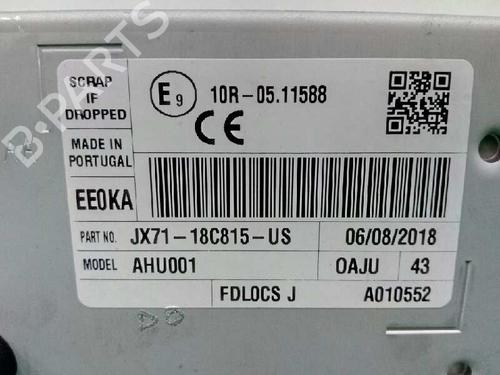 SCRAP
IF
DROPPED
E9
10R-05.11588
CE
MADE IN
PORTUGAL
EE0KA
PART NO. JX71-18C815-US 06/08/2018
MODEL AHU001 OAJU 43
FDLOCS J A010552
B-PARTS